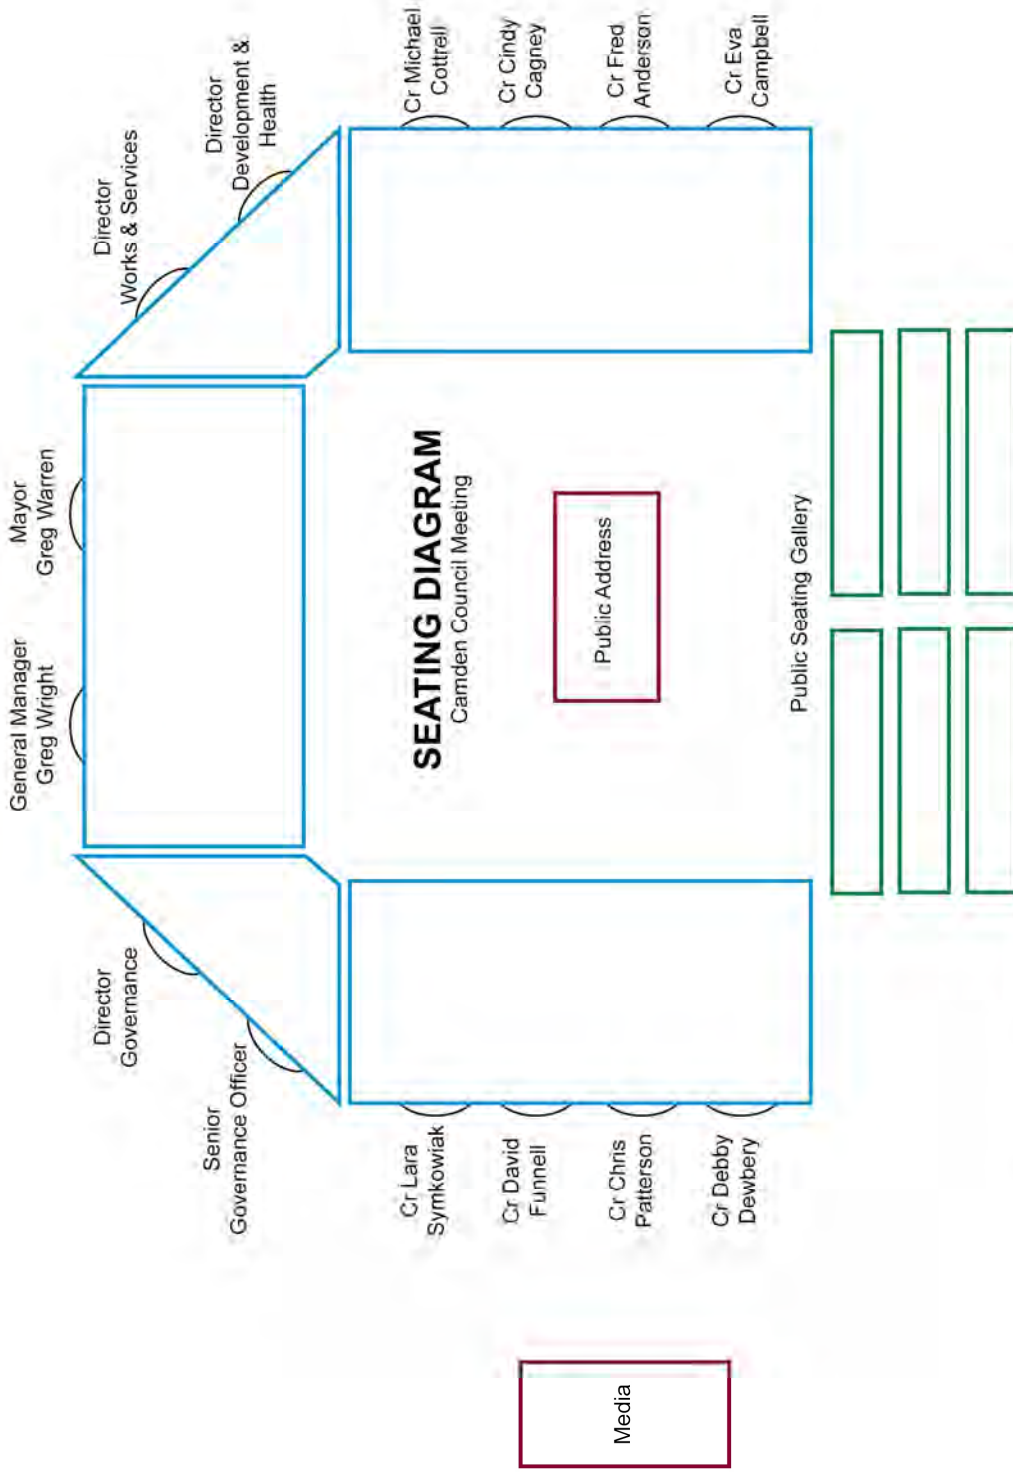 General Manager
Greg Wright
Mayor
Greg Warren
Director
Governance
Director
Works & Services
Senior
Governance Officer
Director
Development &
Health
Cr Lara
Symkowiak
SEATING DIAGRAM
Camden Council Meeting
Cr Michael
Cottrell
Cr David
Funnell
Cr Cindy
Cagney
Media
Cr Chris
Patterson
Public Address
Cr Fred
Anderson
Cr Debby
Dewbery
Cr Eva
Campbell
Public Seating Gallery